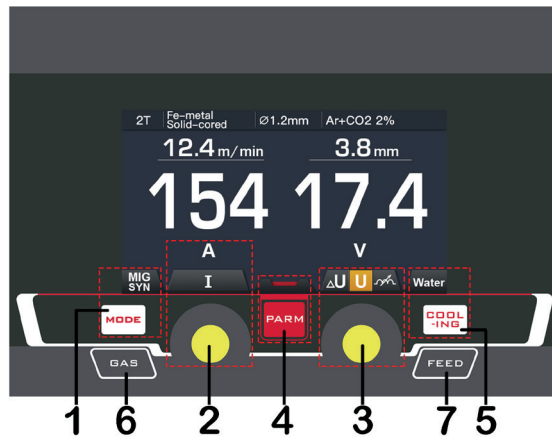 2T
Fe-metal
Solid-cored
Ø1.2mm
Ar+CO2 2%
12.4 m/min
3.8 mm
154
17.4
A
V
MIG
SYN
I
△U
U
Water
MODE
PARM
COOL
-ING
GAS
FEED
1
6
2
4
3
7
5